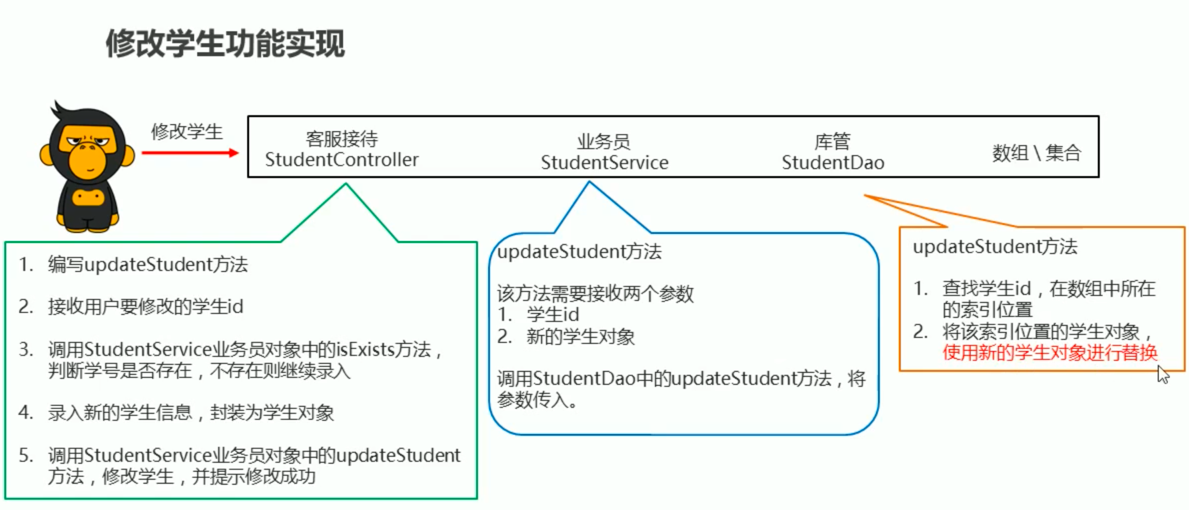 修改学生功能实现
修改学生
客服接待
StudentController
业务员
StudentService
库管
StudentDao
数组 \ 集合
1. 编写updateStudent方法
2. 接收用户要修改的学生id
3. 调用StudentService业务员对象中的isExists方法，
判断学号是否存在，不存在则继续录入
4. 录入新的学生信息，封装为学生对象
5. 调用StudentService业务员对象中的updateStudent
方法，修改学生，并提示修改成功
updateStudent方法
该方法需要接收两个参数
1. 学生id
2. 新的学生对象
调用StudentDao中的updateStudent方法，将
参数传入。
updateStudent方法
1. 查找学生id，在数组中所在
的索引位置
2. 将该索引位置的学生对象，
使用新的学生对象进行替换